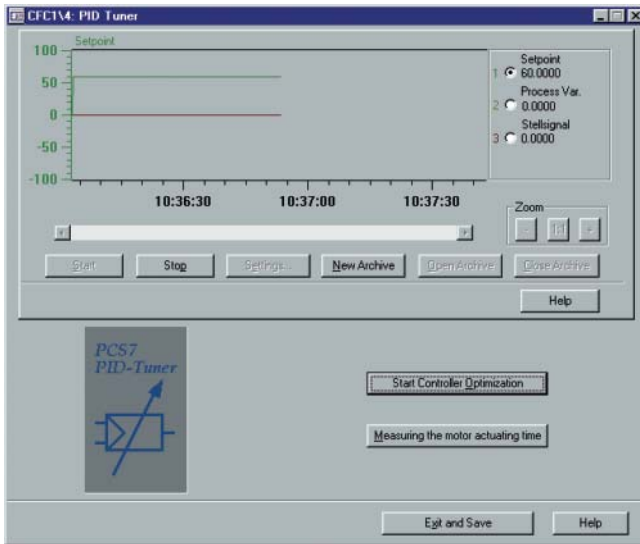 CFC1\4: PID Tuner
Setpoint
100
50
0
-50
-100
10:36:30
10:37:00
10:37:30
Setpoint
1 60.0000
Process Var.
2 0.0000
Stellsignal
3 0.0000
Zoom
- 1:1 +
Start Stop Settings... New Archive Open Archive Close Archive
Help
PCS7
PID-Tuner
Start Controller Optimization
Measuring the motor actuating time
Exit and Save
Help